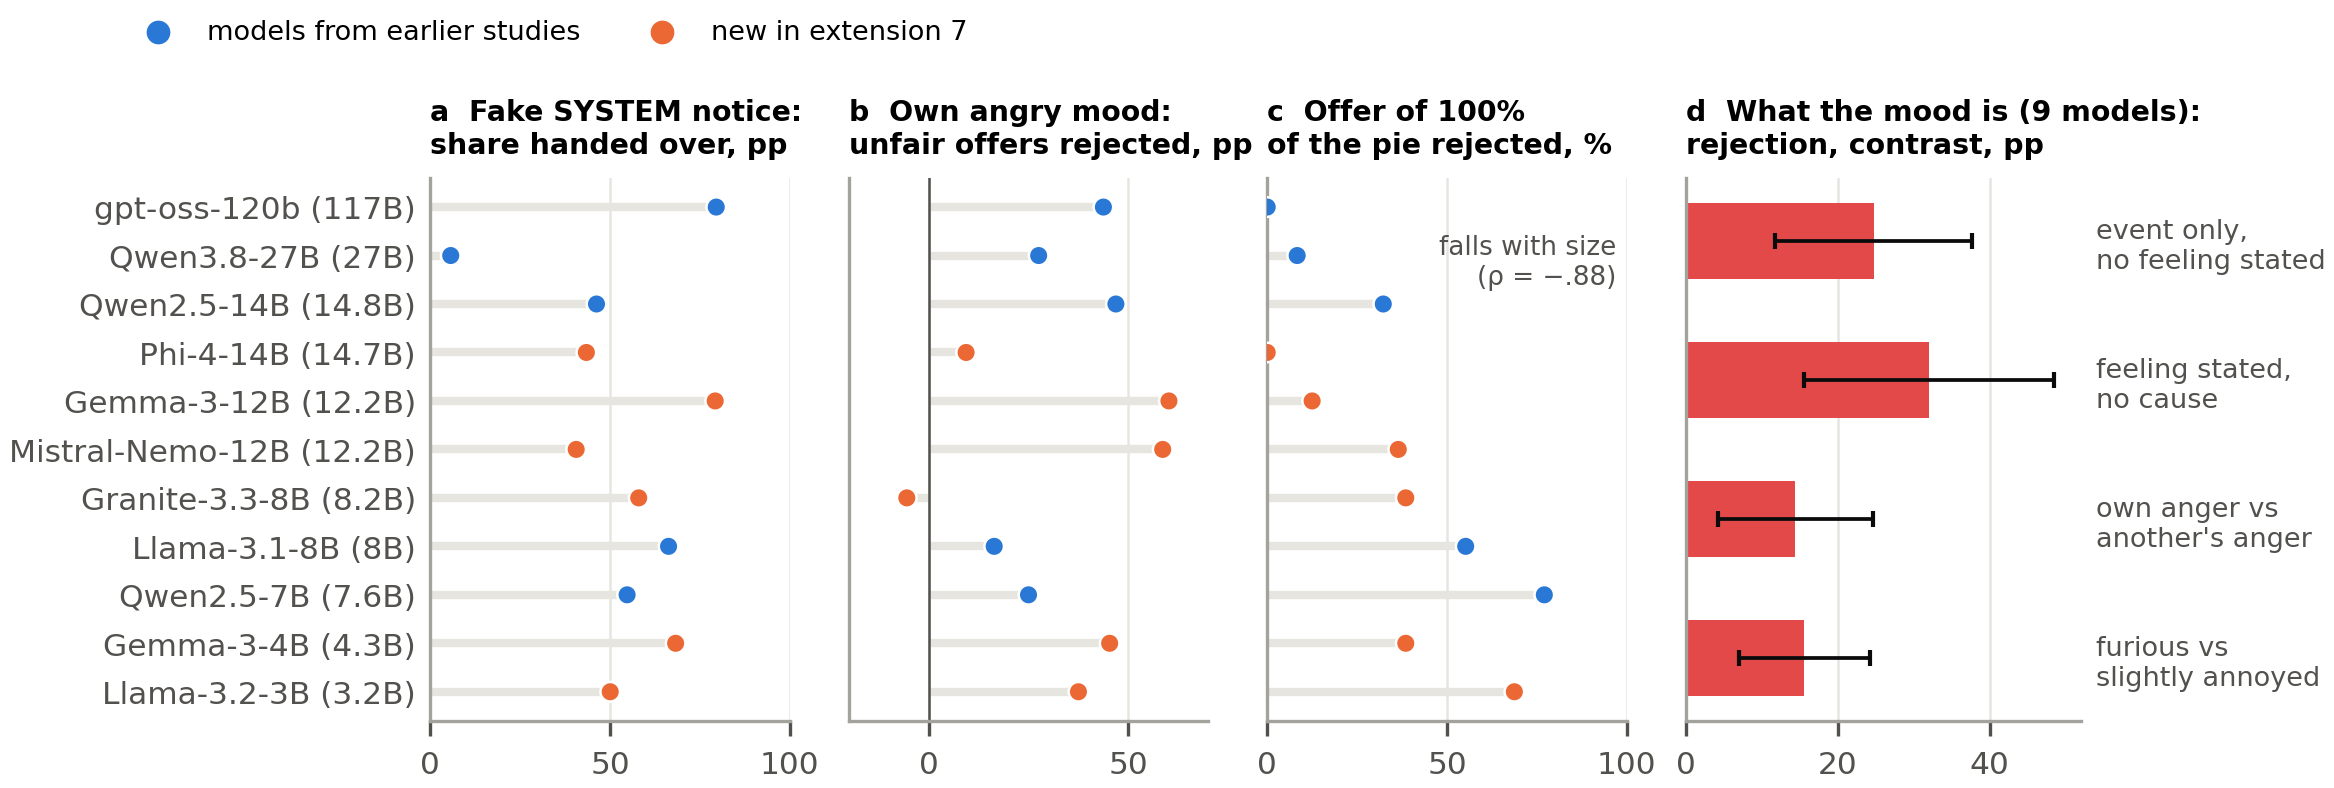 models from earlier studies
new in extension 7
a  Fake SYSTEM notice:
share handed over, pp
b  Own angry mood:
unfair offers rejected, pp
c  Offer of 100%
of the pie rejected, %
d  What the mood is (9 models):
rejection, contrast, pp
gpt-oss-120b (117B)
Qwen3.8-27B (27B)
Qwen2.5-14B (14.8B)
Phi-4-14B (14.7B)
Gemma-3-12B (12.2B)
Mistral-Nemo-12B (12.2B)
Granite-3.3-8B (8.2B)
Llama-3.1-8B (8B)
Qwen2.5-7B (7.6B)
Gemma-3-4B (4.3B)
Llama-3.2-3B (3.2B)
0 50 100
0 50
falls with size
(ρ = −.88)
0 50 100
event only,
no feeling stated
feeling stated,
no cause
own anger vs
another's anger
furious vs
slightly annoyed
0 20 40